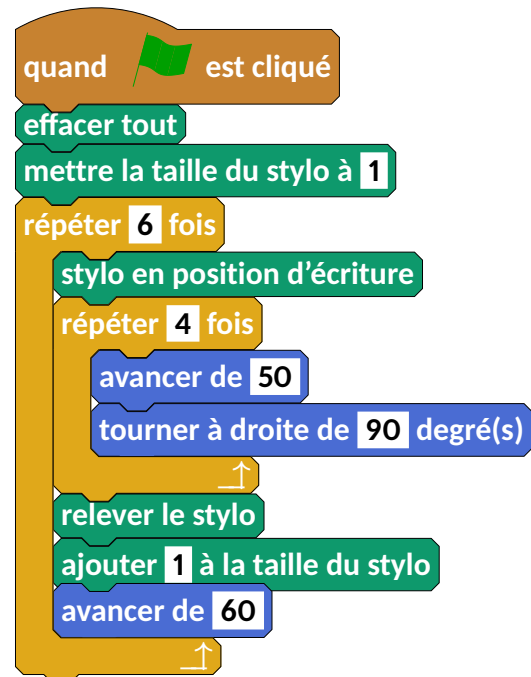 quand est cliqué
effacer tout
mettre la taille du stylo à 1
répéter 6 fois
stylo en position d’écriture
répéter 4 fois
avancer de 50
tourner à droite de 90 degré(s)
relever le stylo
ajouter 1 à la taille du stylo
avancer de 60